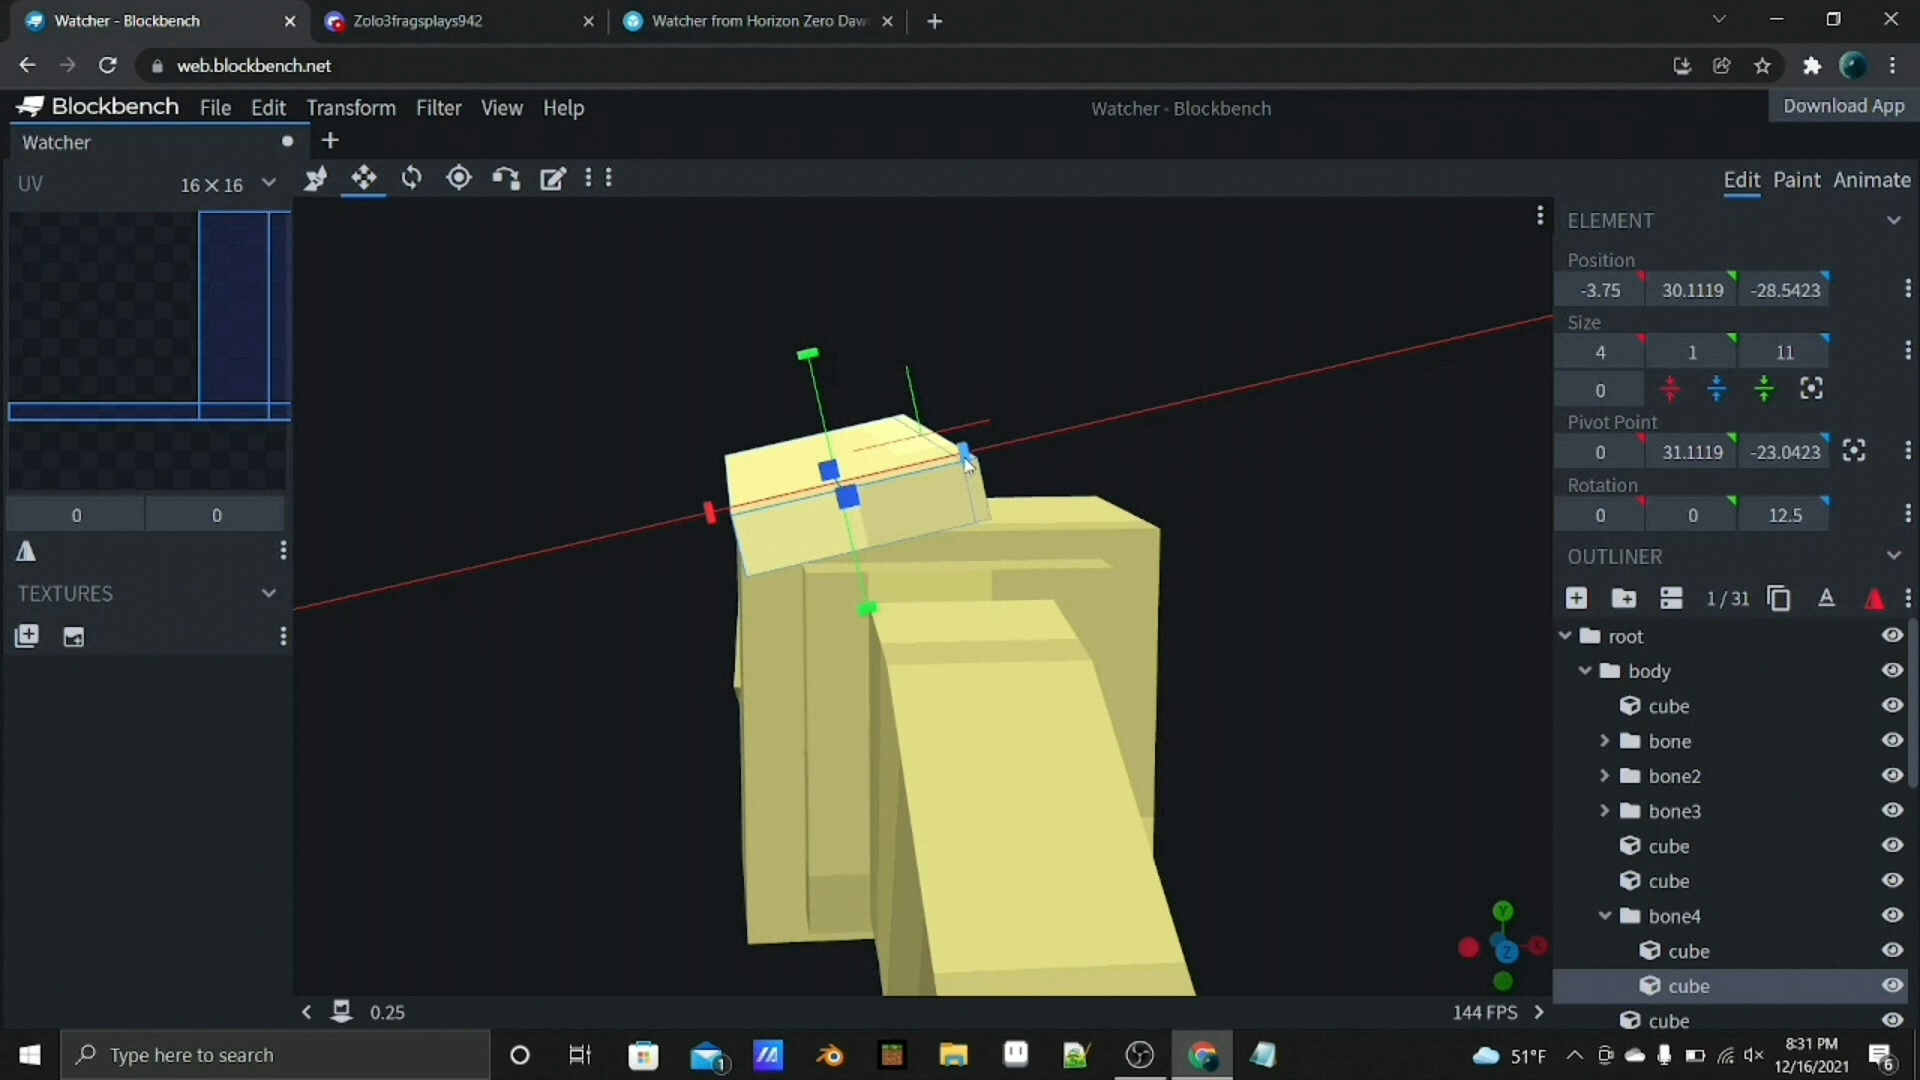 Watcher - Blockbench
Zolo3fragsplays942
Watcher from Horizon Zero Daw
web.blockbench.net
Blockbench
File
Edit
Transform
Filter
View
Help
Watcher - Blockbench
Download App
Watcher
UV
16×16
Edit
Paint
Animate
ELEMENT
Position
-3.75
30.1119
-28.5423
Size
4
1
11
0
Pivot Point
0
31.1119
-23.0423
Rotation
0
0
12.5
0
0
TEXTURES
OUTLINER
1 / 31
root
body
cube
bone
bone2
bone3
cube
cube
bone4
cube
cube
cube
Y
X
Z
0.25
144 FPS
Type here to search
1
51°F
8:31 PM
12/16/2021
6